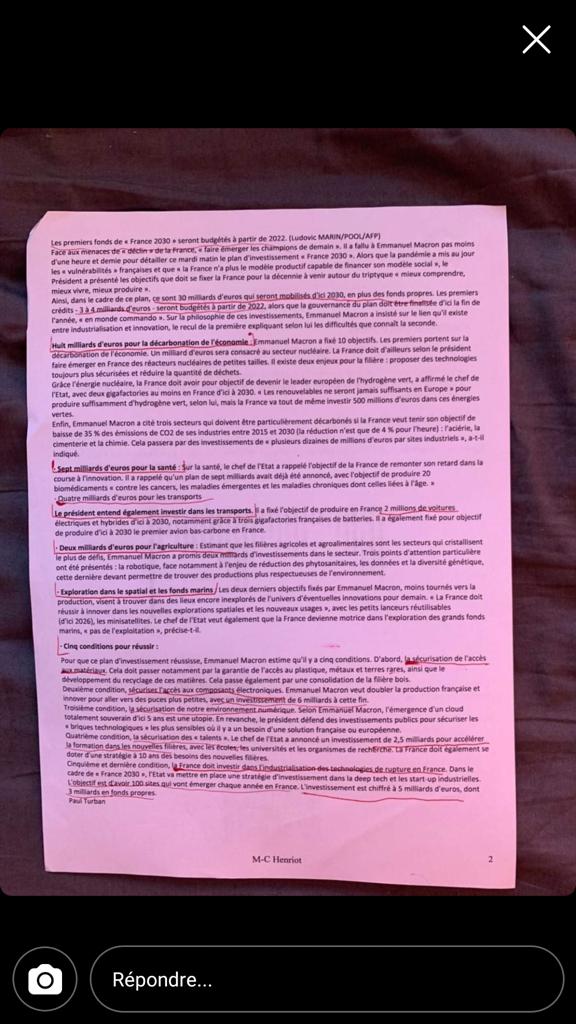 Les premiers fonds de « France 2030 » seront budgétés à partir de 2022. (Ludovic MARIN/POOL/AFP)
Face aux menaces de « déclin » de la France, « faire émerger les champions de demain ». Il a fallu à Emmanuel Macron pas moins
d'une heure et demie pour détailler ce mardi matin le plan d'investissement « France 2030 ». Alors que la pandémie a mis au jour
les « vulnérabilités » françaises et que « la France n'a plus le modèle productif capable de financer son modèle social », le
Président a présenté les objectifs que doit se fixer la France pour la décennie à venir autour du triptyque « mieux comprendre,
mieux vivre, mieux produire ».
Ainsi, dans le cadre de ce plan, ce sont 30 milliards d'euros qui seront mobilisés d'ici 2030, en plus des fonds propres. Les premiers
crédits - 3 à 4 milliards d'euros - seront budgétés à partir de 2022, alors que la gouvernance du plan doit être finalisée d'ici la fin de
l'année, « en monde commando ». Sur la philosophie de ces investissements, Emmanuel Macron a insisté sur le lien qu'il existe
entre industrialisation et innovation, le recul de la première expliquant selon lui les difficultés que connaît la seconde.
Huit milliards d'euros pour la décarbonation de l'économie : Emmanuel Macron a fixé 10 objectifs. Les premiers portent sur la
décarbonation de l'économie. Un milliard d'euros sera consacré au secteur nucléaire. La France doit d'ailleurs selon le président
faire émerger en France des réacteurs nucléaires de petites tailles. Il existe deux enjeux pour la filière : proposer des technologies
toujours plus sécurisées et réduire la quantité de déchets.
Grâce l'énergie nucléaire, la France doit avoir pour objectif de devenir le leader européen de l'hydrogène vert, a affirmé le chef de
l'Etat, avec deux gigafactories au moins en France d'ici à 2030. « Les renouvelables ne seront jamais suffisants en Europe » pour
produire suffisamment d'hydrogène vert, selon lui, mais la France va tout de même investir 500 millions d'euros dans ces énergies
vertes.
Enfin, Emmanuel Macron a cité trois secteurs qui doivent être particulièrement décarbonés si la France veut tenir son objectif de
baisse de 35 % des émissions de CO2 de ses industries entre 2015 et 2030 (la réduction n'est que de 4 % pour l'heure) : l'aciérie, la
cimenterie et la chimie. Cela passera par des investissements de « plusieurs dizaines de millions d'euros par sites industriels », a-t-il
indiqué.
- Sept milliards d'euros pour la santé : Sur la santé, le chef de l'Etat a rappelé l'objectif de la France de remonter son retard dans la
course à l'innovation. Il a rappelé qu'un plan de sept milliards avait déjà été annoncé, avec l'objectif de produire 20
biomédicaments « contre les cancers, les maladies émergentes et les maladies chroniques dont celles liées à l'âge. »
- Quatre milliards d'euros pour les transports
Le président entend également investir dans les transports. Il a fixé l'objectif de produire en France 2 millions de voitures
électriques et hybrides d'ici à 2030, notamment grâce à trois gigafactories françaises de batteries. Il a également fixé pour objectif
de produire d'ici à 2030 le premier avion bas-carbone en France.
- Deux milliards d'euros pour l'agriculture : Estimant que les filières agricoles et agroalimentaires sont les secteurs qui cristallisent
le plus de défis, Emmanuel Macron a promis deux milliards d'investissements dans le secteur. Trois points d'attention particulière
ont été présentés : la robotique, face notamment à l'enjeu de réduction des phytosanitaires, les données et la diversité génétique,
cette dernière devant permettre de trouver des productions plus respectueuses de l'environnement.
- Exploration dans le spatial et les fonds marins/ Les deux derniers objectifs fixés par Emmanuel Macron, moins tournés vers la
production, visent à trouver dans des lieux encore inexplorés de l'univers d'éventuelles innovations pour demain. « La France doit
réussir à innover dans les nouvelles explorations spatiales et les nouveaux usages », avec les petits lanceurs réutilisables
(d'ici 2026), les minisatellites. Le chef de l'Etat veut également que la France devienne motrice dans l'exploration des grands fonds
marins, « pas de l'exploitation », précise-t-il.
- Cinq conditions pour réussir :
Pour que ce plan d'investissement réussisse, Emmanuel Macron estime qu'il y a cinq conditions. D'abord, la sécurisation de l'accès
aux matériaux. Cela doit passer notamment par la garantie de l'accès au plastique, métaux et terres rares, ainsi que le
développement du recyclage de ces matières. Cela passe également par une consolidation de la filière bois.
Deuxième condition, sécuriser l'accès aux composants électroniques. Emmanuel Macron veut doubler la production française et
innover pour aller vers des puces plus petites, avec un investissement de 6 milliards à cette fin.
Troisième condition, la sécurisation de notre environnement numérique. Selon Emmanuel Macron, l'émergence d'un cloud
totalement souverain d'ici 5 ans est une utopie. En revanche, le président défend des investissements publics pour sécuriser les
« briques technologiques » les plus sensibles où il y a un besoin d'une solution française ou européenne.
Quatrième condition, la sécurisation des « talents ». Le chef de l'Etat a annoncé un investissement de 2,5 milliards pour accélérer
la formation dans les nouvelles filières, avec les écoles, les universités et les organismes de recherche. La France doit également se
doter d'une stratégie à 10 ans des besoins des nouvelles filières.
Cinquième et dernière condition, la France doit investir dans l'industrialisation des technologies de rupture en France. Dans le
cadre de « France 2030 », l'Etat va mettre en place une stratégie d'investissement dans la deep tech et les start-up industrielles.
L'objectif est d'avoir 100 sites qui vont émerger chaque année en France. L'investissement est chiffré à 5 milliards d'euros, dont
3 milliards en fonds propres.
Paul Turban
M-C Henriot 2
Répondre...